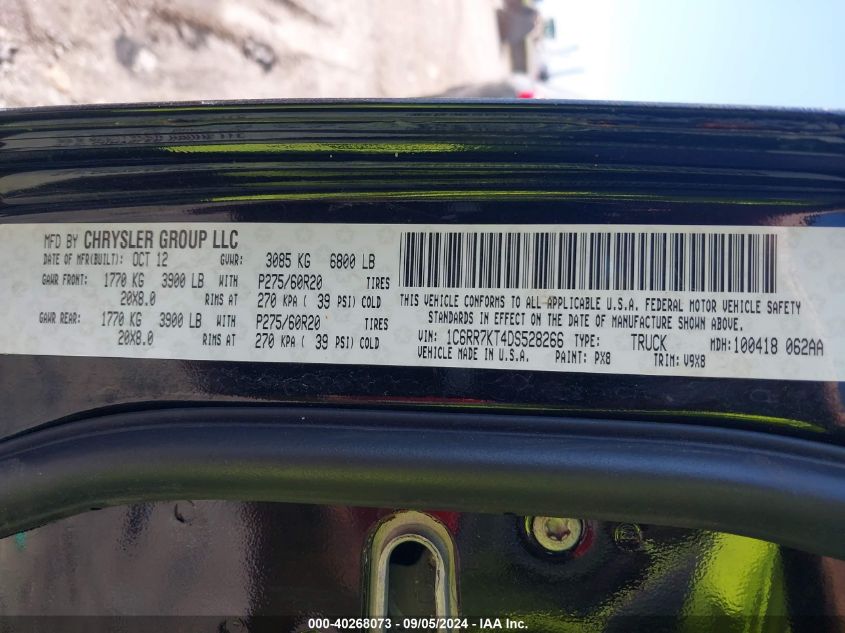 MFD BY CHRYSLER GROUP LLC
DATE OF MFR(BUILT): OCT 12 GVWR: 3085 KG 6800 LB
GAWR FRONT: 1770 KG 3900 LB WITH P275/60R20 TIRES
20X8.0 RIMS AT 270 KPA ( 39 PSI) COLD
GAWR REAR: 1770 KG 3900 LB WITH P275/60R20 TIRES
20X8.0 RIMS AT 270 KPA ( 39 PSI) COLD
THIS VEHICLE CONFORMS TO ALL APPLICABLE U.S.A. FEDERAL MOTOR VEHICLE SAFETY
STANDARDS IN EFFECT ON THE DATE OF MANUFACTURE SHOWN ABOVE.
VIN: 1C6RR7KT4DS528266 TYPE: TRUCK MDH: 100418 062AA
VEHICLE MADE IN U.S.A. PAINT: PX8 TRIM: V9X8
000-40268073 - 09/05/2024 - IAA Inc.